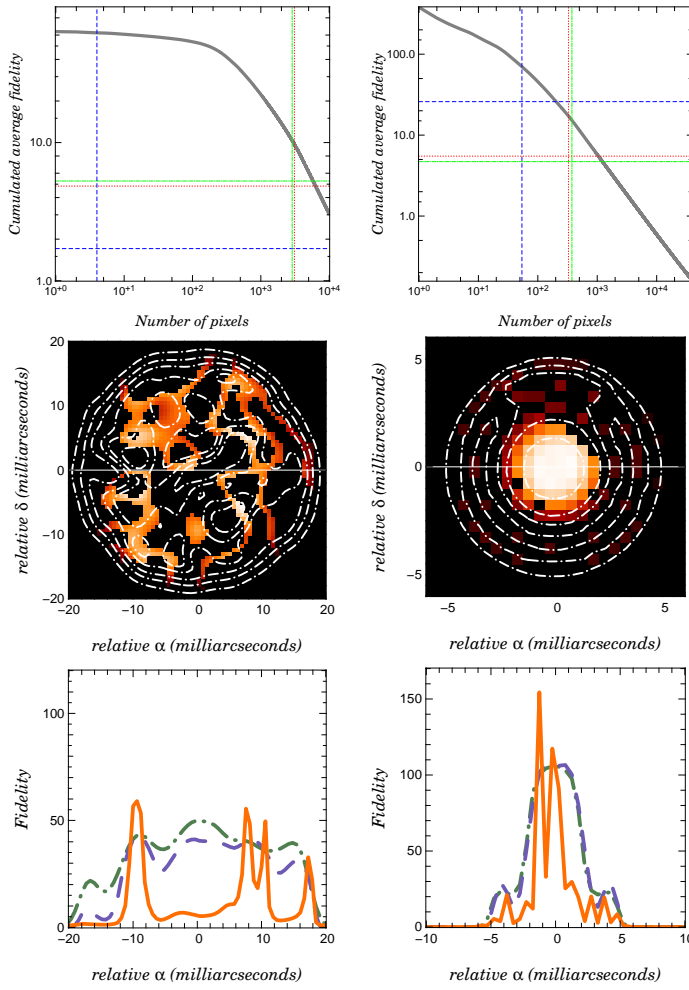 Cumulated average fidelity
10.0
1.0
10+0 10+1 10+2 10+3 10+4
Number of pixels
Cumulated average fidelity
100.0
10.0
1.0
10+0 10+1 10+2 10+3
Number of pixels
relative δ (milliarcseconds)
20
10
0
−10
−20
−20 −10 0 10 20
relative α (milliarcseconds)
relative δ (milliarcseconds)
5
0
−5
−5 0 5
relative α (milliarcseconds)
Fidelity
100
50
0
−20 −10 0 10 20
relative α (milliarcseconds)
Fidelity
150
100
50
0
−10 −5 0 5 10
relative α (milliarcseconds)